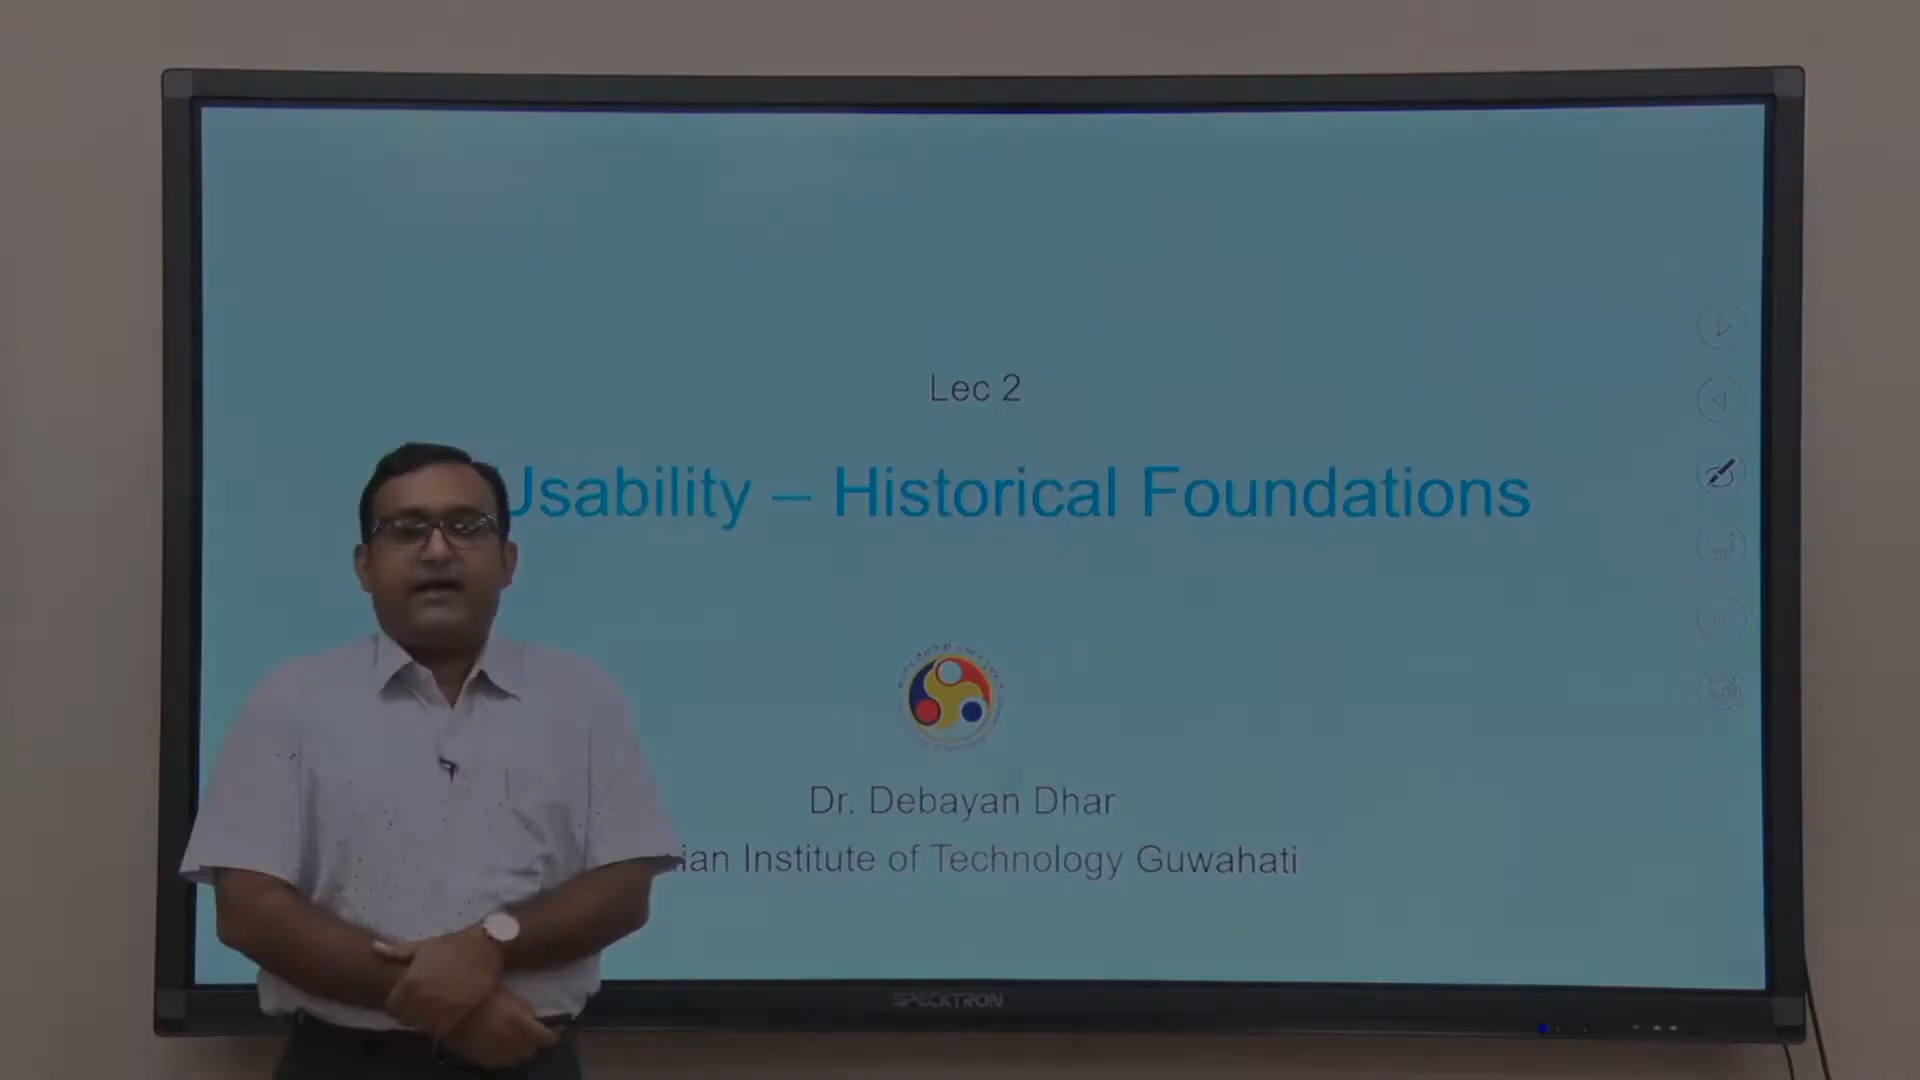 Lec 2
Usability – Historical Foundations
Dr. Debayan Dhar
ian Institute of Technology Guwahati
SPECKTRON